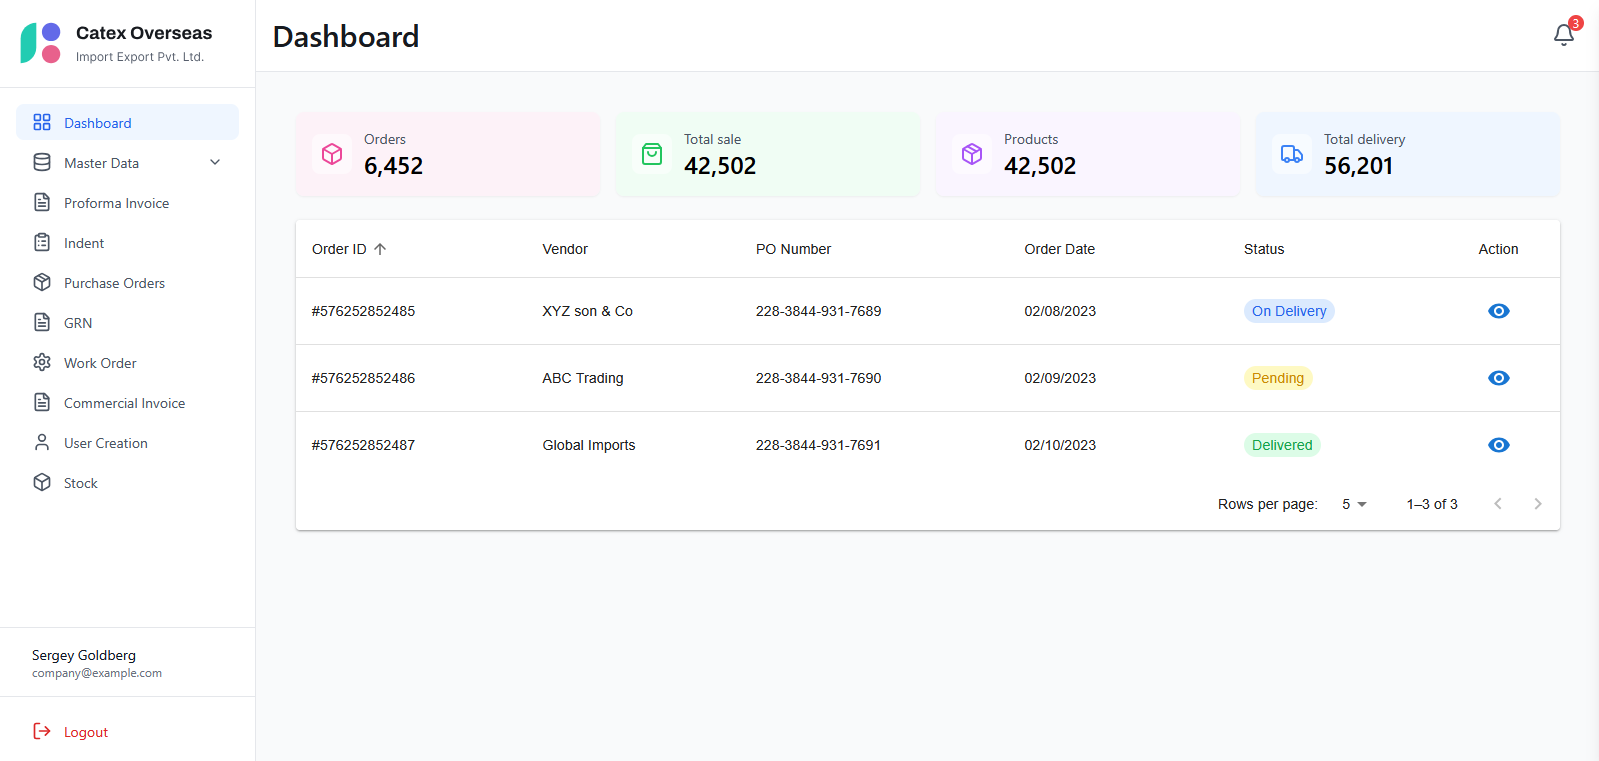 Catex Overseas
Import Export Pvt. Ltd.
Dashboard
Master Data
Proforma Invoice
Indent
Purchase Orders
GRN
Work Order
Commercial Invoice
User Creation
Stock
Sergey Goldberg
company@example.com
Logout
Dashboard
3
Orders
6,452
Total sale
42,502
Products
42,502
Total delivery
56,201
Order ID Vendor PO Number Order Date Status Action
#576252852485 XYZ son & Co 228-3844-931-7689 02/08/2023 On Delivery
#576252852486 ABC Trading 228-3844-931-7690 02/09/2023 Pending
#576252852487 Global Imports 228-3844-931-7691 02/10/2023 Delivered
Rows per page: 5 1–3 of 3